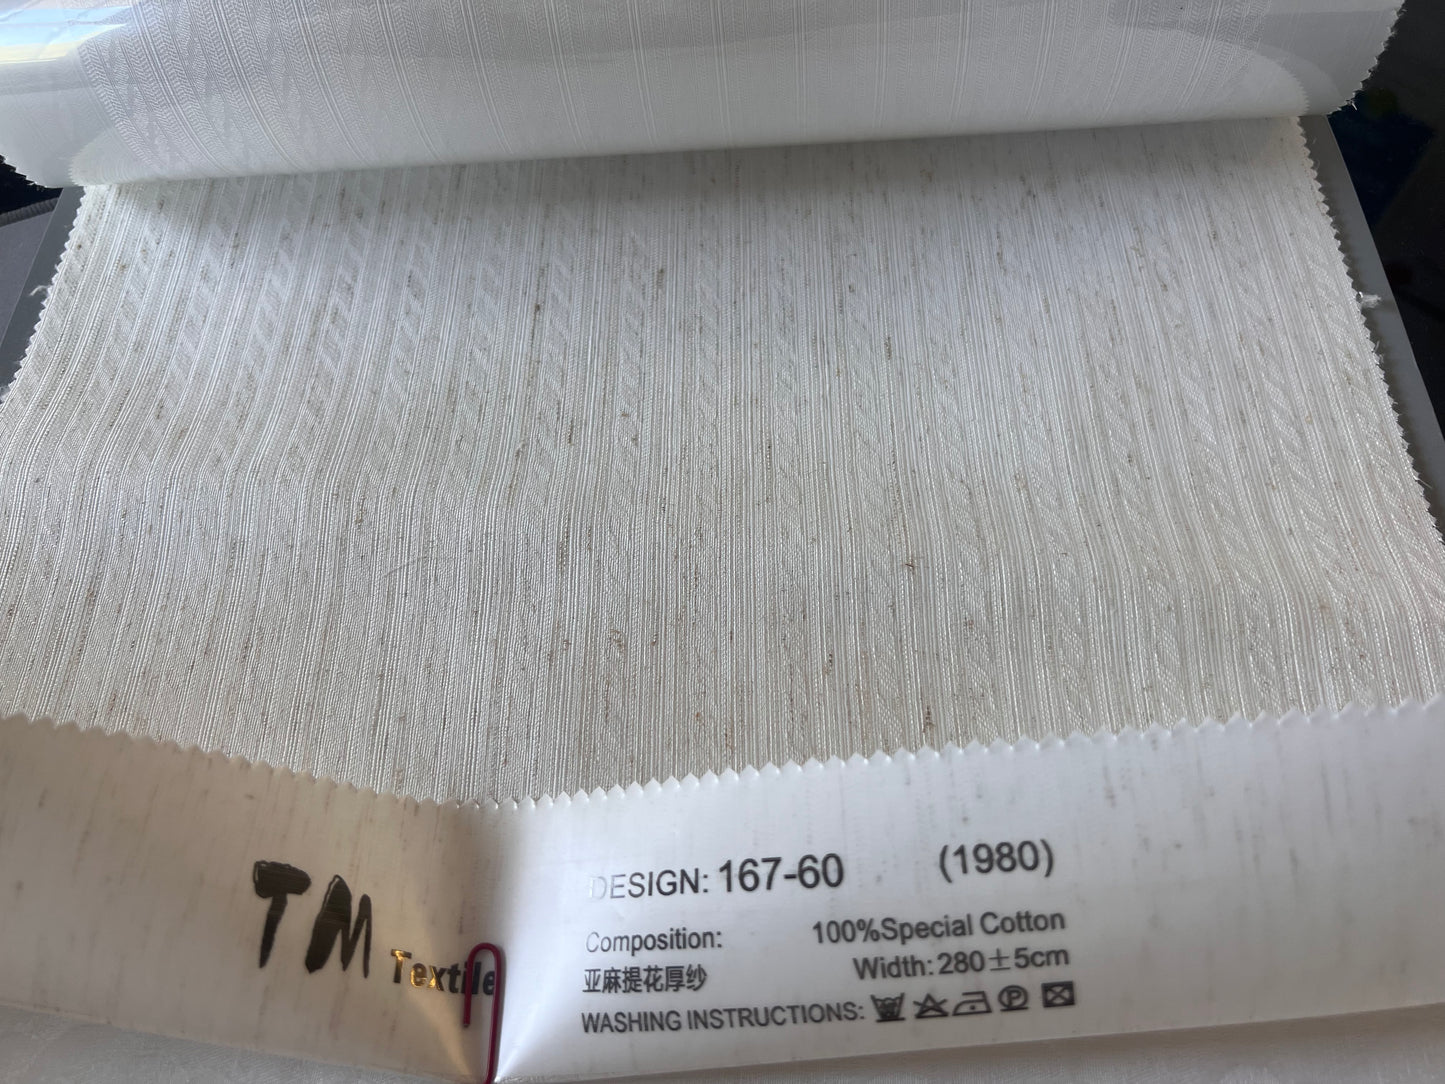 TM Textile
DESIGN: 167-60 (1980)
Composition: 100%Special Cotton
亚麻提花厚纱 Width: 280±5cm
WASHING INSTRUCTIONS: